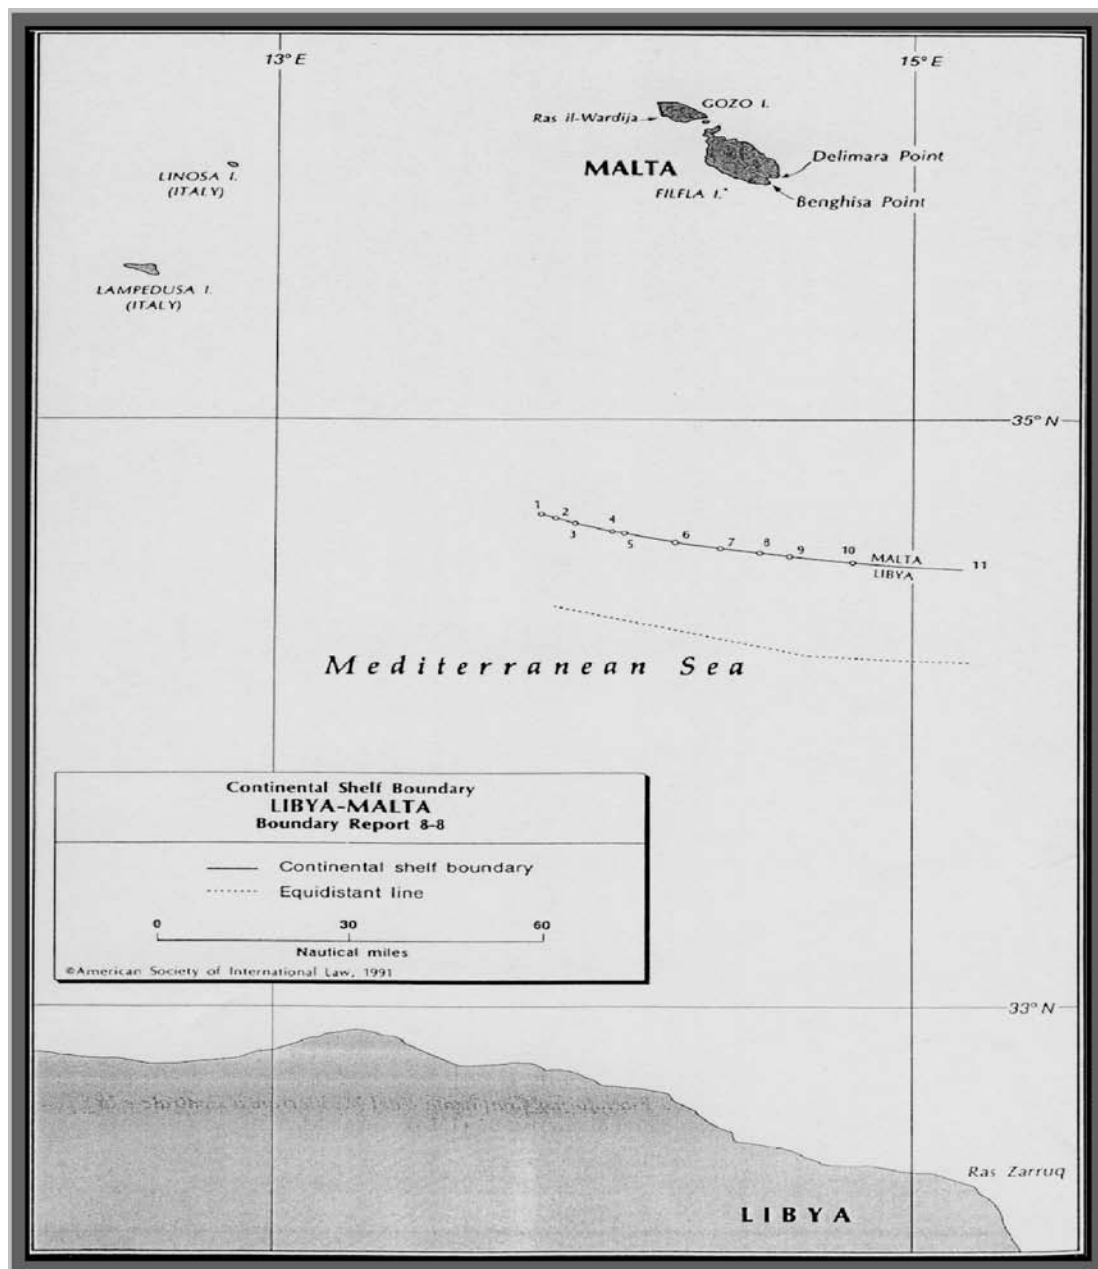 13° E
15° E
GOZO I.
Ras il-Wardija
Delimara Point
MALTA
LINOSA I.
(ITALY)
FILFLA I.
Benghisa Point
LAMPEDUSA I.
(ITALY)
35° N
1
2
3
4
5
6
7
8
9
10
MALTA
11
LIBYA
Mediterranean Sea
Continental Shelf Boundary
LIBYA-MALTA
Boundary Report 8-8
Continental shelf boundary
Equidistant line
0 30 60
Nautical miles
©American Society of International Law, 1991
33° N
Ras Zarruq
LIBYA